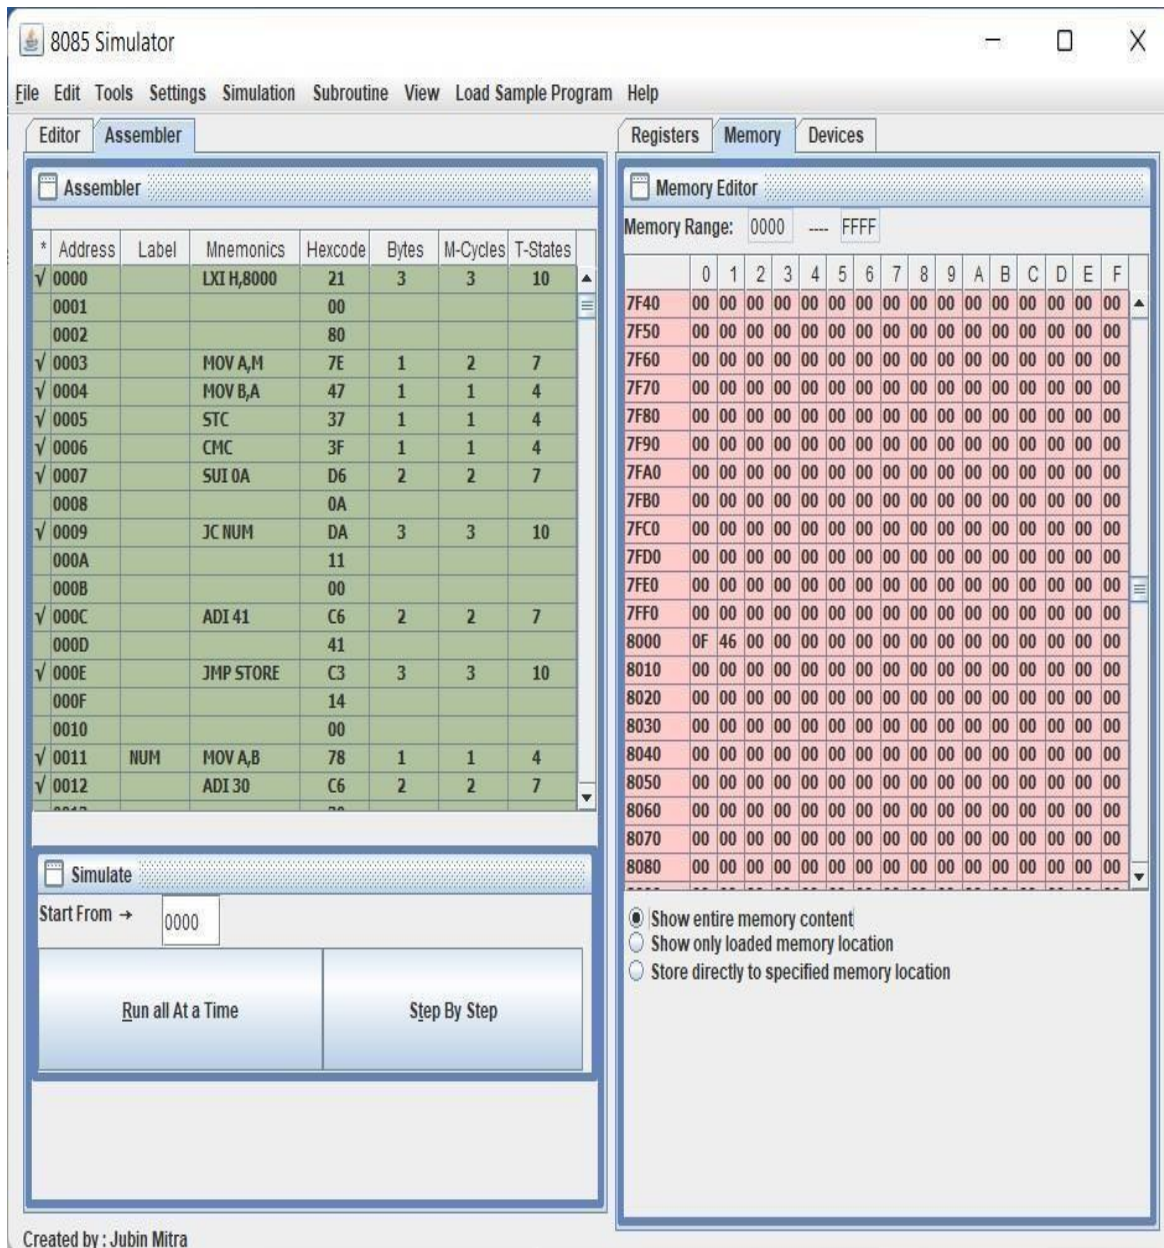 8085 Simulator
File Edit Tools Settings Simulation Subroutine View Load Sample Program Help
Editor Assembler
Assembler
* Address Label Mnemonics Hexcode Bytes M-Cycles T-States
√ 0000 LXI H,8000 21 3 3 10
0001 00
0002 80
√ 0003 MOV A,M 7E 1 2 7
√ 0004 MOV B,A 47 1 1 4
√ 0005 STC 37 1 1 4
√ 0006 CMC 3F 1 1 4
√ 0007 SUI 0A D6 2 2 7
0008 0A
√ 0009 JC NUM DA 3 3 10
000A 11
000B 00
√ 000C ADI 41 C6 2 2 7
000D 41
√ 000E JMP STORE C3 3 3 10
000F 14
0010 00
√ 0011 NUM MOV A,B 78 1 1 4
√ 0012 ADI 30 C6 2 2 7
Simulate
Start From → 0000
Run all At a Time Step By Step
Created by : Jubin Mitra
Registers Memory Devices
Memory Editor
Memory Range: 0000 ---- FFFF
0 1 2 3 4 5 6 7 8 9 A B C D E F
7F40 00 00 00 00 00 00 00 00 00 00 00 00 00 00 00 00
7F50 00 00 00 00 00 00 00 00 00 00 00 00 00 00 00 00
7F60 00 00 00 00 00 00 00 00 00 00 00 00 00 00 00 00
7F70 00 00 00 00 00 00 00 00 00 00 00 00 00 00 00 00
7F80 00 00 00 00 00 00 00 00 00 00 00 00 00 00 00 00
7F90 00 00 00 00 00 00 00 00 00 00 00 00 00 00 00 00
7FA0 00 00 00 00 00 00 00 00 00 00 00 00 00 00 00 00
7FB0 00 00 00 00 00 00 00 00 00 00 00 00 00 00 00 00
7FC0 00 00 00 00 00 00 00 00 00 00 00 00 00 00 00 00
7FD0 00 00 00 00 00 00 00 00 00 00 00 00 00 00 00 00
7FE0 00 00 00 00 00 00 00 00 00 00 00 00 00 00 00 00
7FF0 00 00 00 00 00 00 00 00 00 00 00 00 00 00 00 00
8000 0F 46 00 00 00 00 00 00 00 00 00 00 00 00 00 00
8010 00 00 00 00 00 00 00 00 00 00 00 00 00 00 00 00
8020 00 00 00 00 00 00 00 00 00 00 00 00 00 00 00 00
8030 00 00 00 00 00 00 00 00 00 00 00 00 00 00 00 00
8040 00 00 00 00 00 00 00 00 00 00 00 00 00 00 00 00
8050 00 00 00 00 00 00 00 00 00 00 00 00 00 00 00 00
8060 00 00 00 00 00 00 00 00 00 00 00 00 00 00 00 00
8070 00 00 00 00 00 00 00 00 00 00 00 00 00 00 00 00
8080 00 00 00 00 00 00 00 00 00 00 00 00 00 00 00 00
Show entire memory content
Show only loaded memory location
Store directly to specified memory location